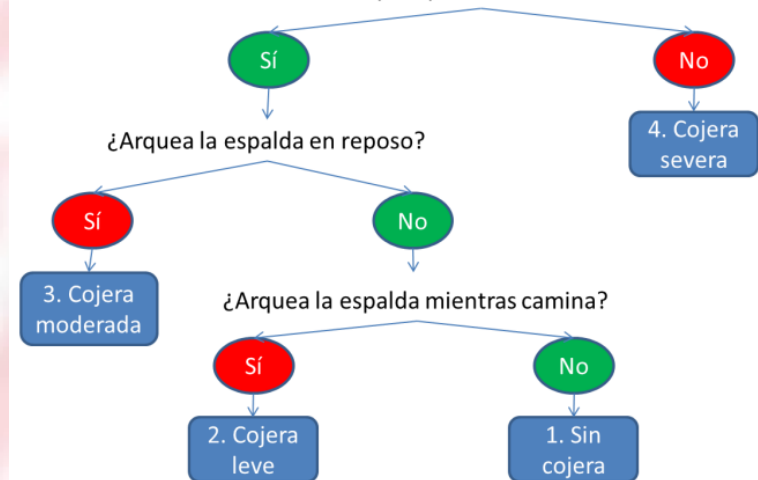 Sí
No
¿Arquea la espalda en reposo?
4. Cojera
severa
Sí
No
3. Cojera
moderada
¿Arquea la espalda mientras camina?
Sí
No
2. Cojera
leve
1. Sin
cojera